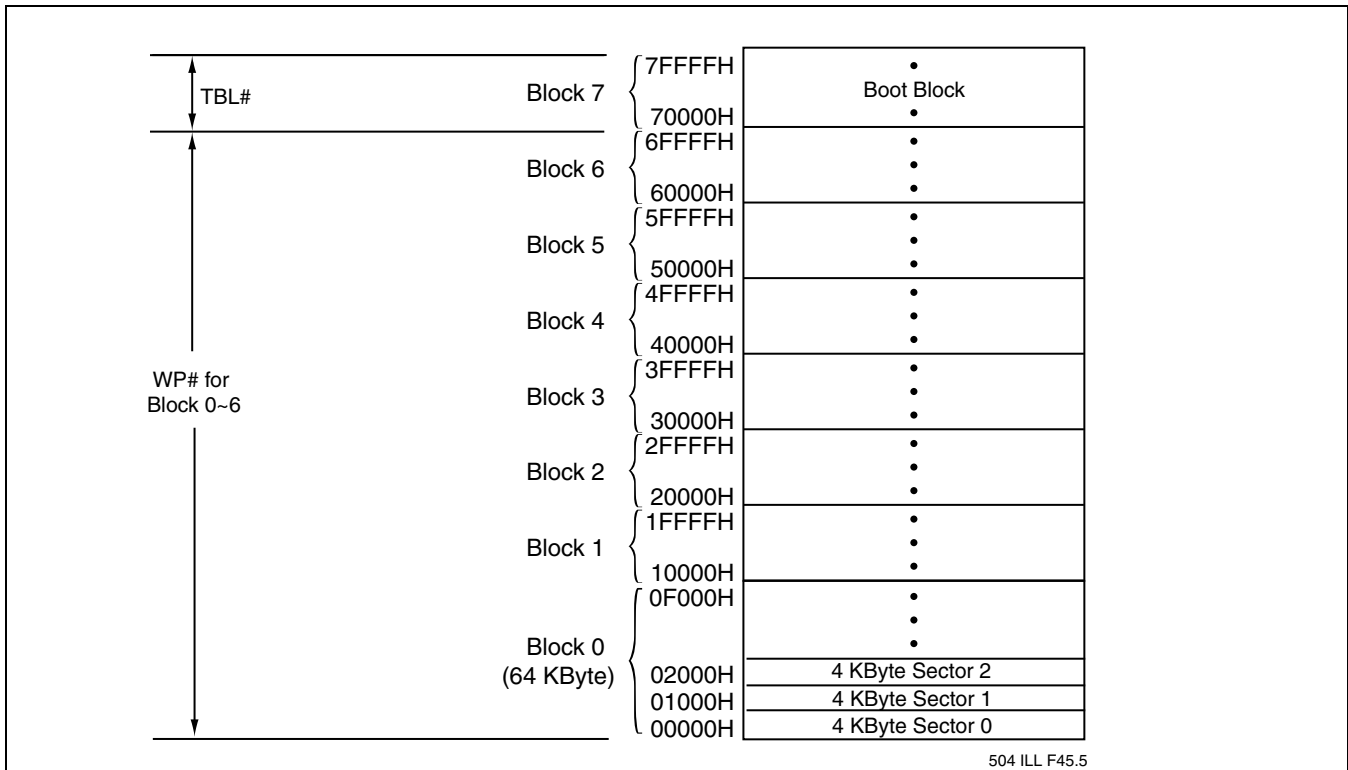 TBL#
Block 7
7FFFFH
Boot Block
70000H
6FFFFH
Block 6
60000H
5FFFFH
Block 5
50000H
4FFFFH
Block 4
40000H
WP# for
Block 0~6
3FFFFH
Block 3
30000H
2FFFFH
Block 2
20000H
1FFFFH
Block 1
10000H
0F000H
Block 0
(64 KByte)
02000H
4 KByte Sector 2
01000H
4 KByte Sector 1
00000H
4 KByte Sector 0
504 ILL F45.5